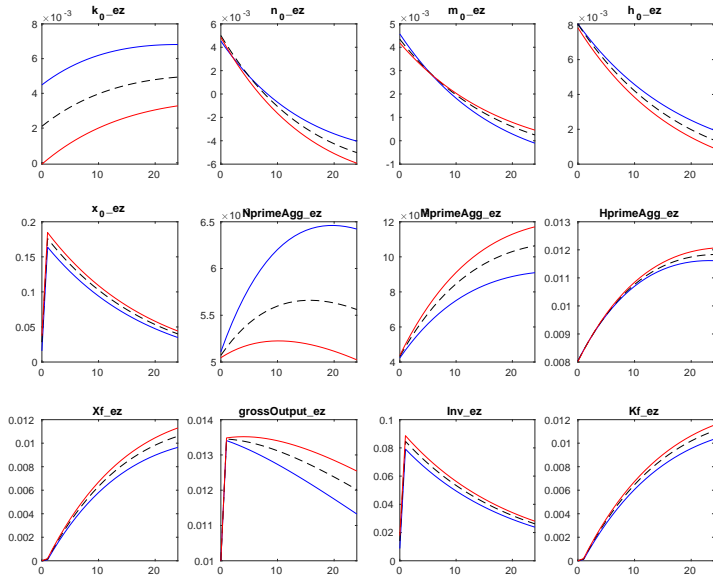 k_0_ez n_0_ez m_0_ez h_0_ez
×10^-3 ×10^-3 ×10^-3 ×10^-3
8 6 5 8
6 4 4 6
4 2 3 4
2 0 2 2
0 -2 1 0
-4 0
-6 -1
0 10 20 0 10 20 0 10 20 0 10 20
x_0_ez NprimeAgg_ez MprimeAgg_ez HprimeAgg_ez
0.2 6.5 12 0.013
0.15 6 10 0.012
0.1 5.5 8 0.011
0.05 5 6 0.01
0 4 0.009
0.008
0 10 20 0 10 20 0 10 20 0 10 20
Xf_ez grossOutput_ez Inv_ez Kf_ez
0.012 0.014 0.1 0.012
0.01 0.013 0.08 0.01
0.008 0.012 0.06 0.008
0.006 0.011 0.04 0.006
0.004 0.01 0.02 0.004
0.002 0 0.002
0 0
0 10 20 0 10 20 0 10 20 0 10 20